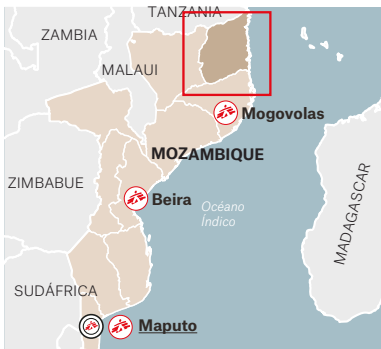 TANZANIA
ZAMBIA
MALAUI
Mogovolas
MOZAMBIQUE
ZIMBABUE
Beira
Océano
Índico
MADAGASCAR
SUDÁFRICA
Maputo